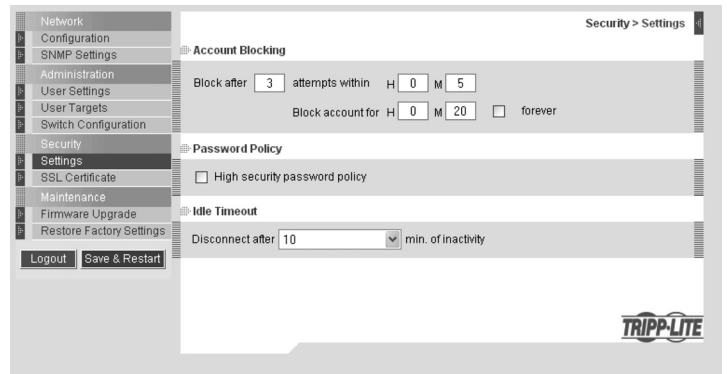 Network
Configuration
SNMP Settings
Administration
User Settings
User Targets
Switch Configuration
Security
Settings
SSL Certificate
Maintenance
Firmware Upgrade
Restore Factory Settings
Logout Save & Restart
Security > Settings
Account Blocking
Block after 3 attempts within H 0 M 5
Block account for H 0 M 20 forever
Password Policy
High security password policy
Idle Timeout
Disconnect after 10 min. of inactivity
TRIPP·LITE